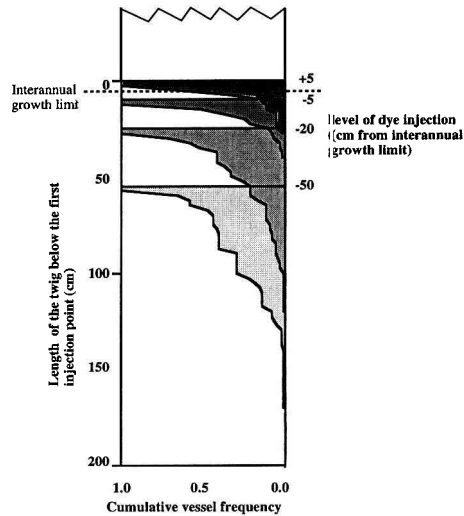 Interannual
growth limt
Length of the twig below the first
injection point (cm)
0
50
100
150
200
+5
-5
-20
-50
level of dye injection
(cm from interannual
growth limit)
1.0
0.5
0.0
Cumulative vessel frequency